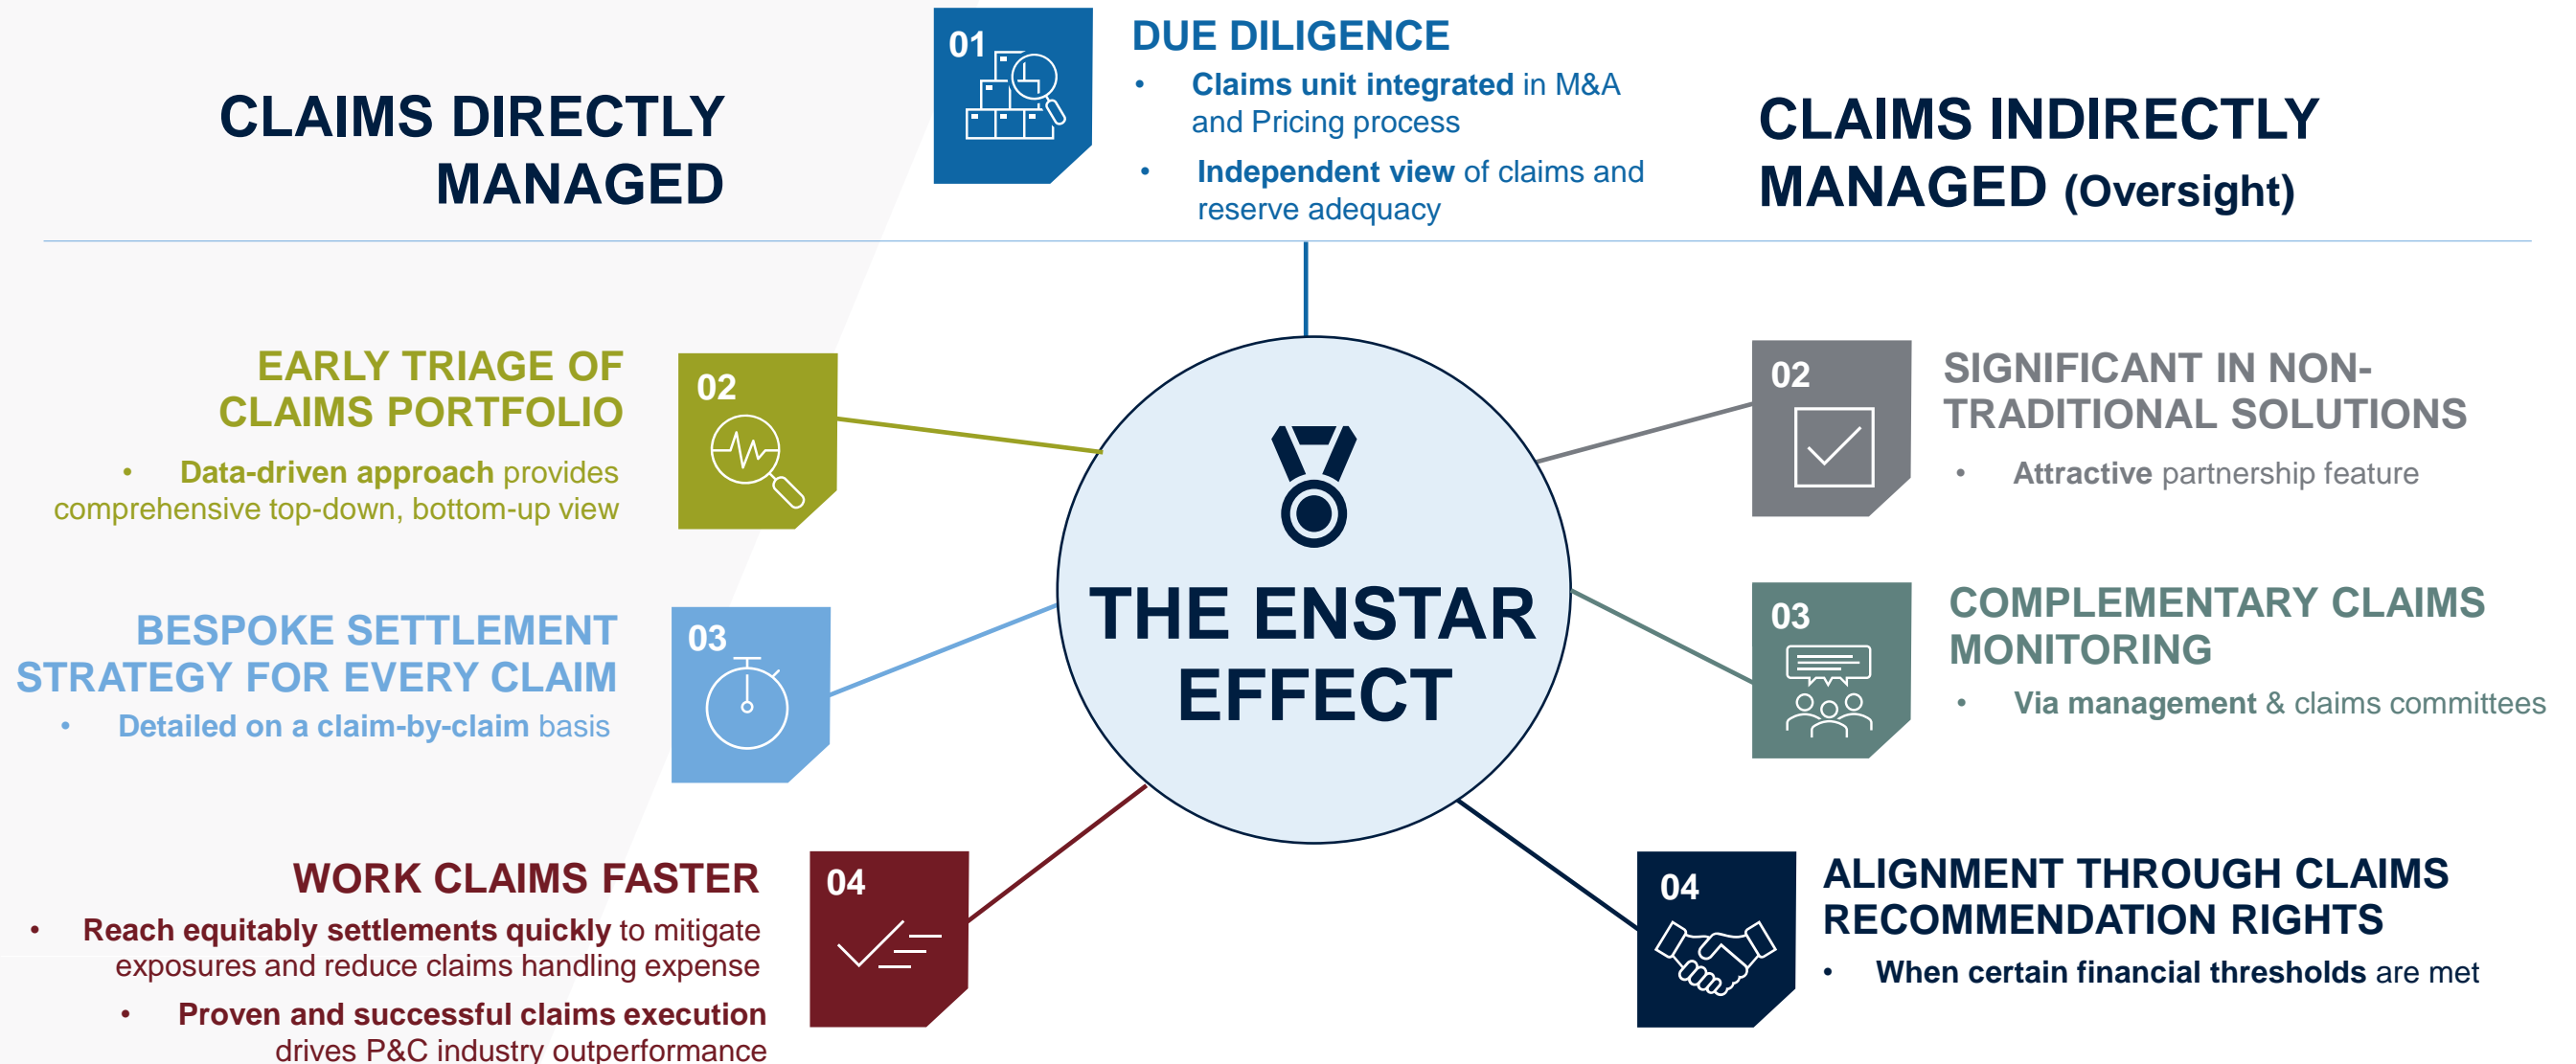 CLAIMS DIRECTLY
MANAGED
01
DUE DILIGENCE
• Claims unit integrated in M&A
and Pricing process
• Independent view of claims and
reserve adequacy
CLAIMS INDIRECTLY
MANAGED (Oversight)
EARLY TRIAGE OF
CLAIMS PORTFOLIO
• Data-driven approach provides
comprehensive top-down, bottom-up view
02
BESPOKE SETTLEMENT
STRATEGY FOR EVERY CLAIM
• Detailed on a claim-by-claim basis
03
WORK CLAIMS FASTER
• Reach equitably settlements quickly to mitigate
exposures and reduce claims handling expense
• Proven and successful claims execution
drives P&C industry outperformance
04
THE ENSTAR
EFFECT
02
SIGNIFICANT IN NON-
TRADITIONAL SOLUTIONS
• Attractive partnership feature
03
COMPLEMENTARY CLAIMS
MONITORING
• Via management & claims committees
04
ALIGNMENT THROUGH CLAIMS
RECOMMENDATION RIGHTS
• When certain financial thresholds are met